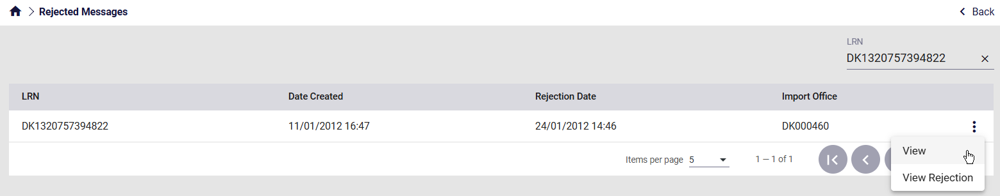 Rejected Messages
Back
LRN
DK1320757394822
LRN Date Created Rejection Date Import Office
DK1320757394822 11/01/2012 16:47 24/01/2012 14:46 DK000460
Items per page 5 1 – 1 of 1
View
View Rejection